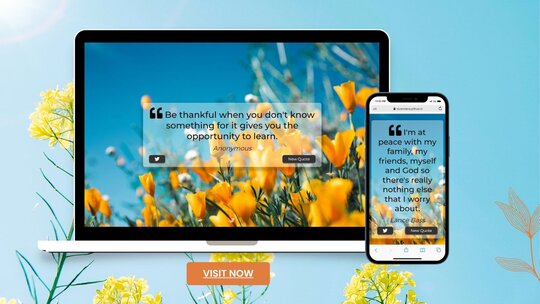 Be thankful when you don't know
something for it gives you the
opportunity to learn.
Anonymous
New Quote
I'm at
peace with my
family, my
friends, myself
and God so
there's really
nothing else
that I worry
about.
Lance Bass
New Quote
VISIT NOW